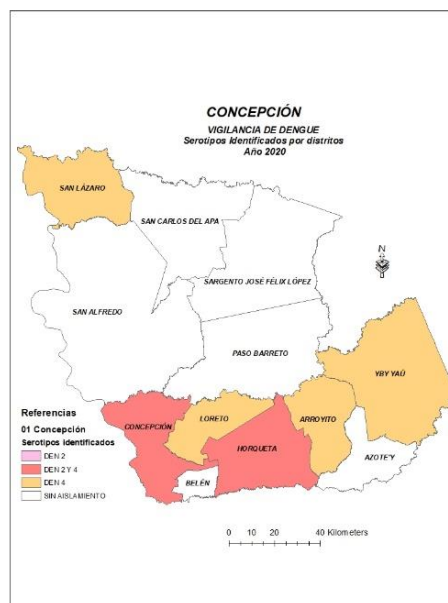 CONCEPCIÓN
VIGILANCIA DE DENGUE
Serotipos Identificados por distritos
Año 2020
SAN LÁZARO
SAN CARLOS DEL APA
N
SARGENTO JOSÉ FÉLIX LÓPEZ
SAN ALFREDO
PASO BARRETO
YBY YAÚ
Referencias
01 Concepción
Serotipos identificados
DEN 2
DEN 2 Y 4
DEN 4
SIN AISLAMIENTO
CONCEPCIÓN
LORETO
ARROYITO
HORQUETA
AZOTE'Y
BELÉN
0 10 20 40 Kilometers